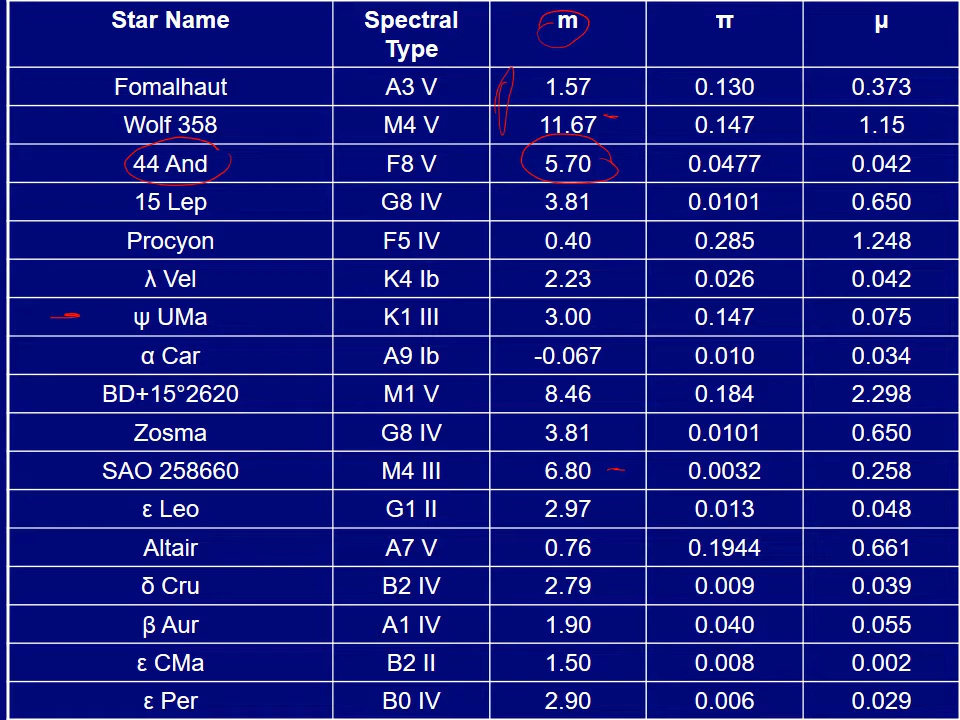 Star Name Spectral Type m π μ
Fomalhaut A3 V 1.57 0.130 0.373
Wolf 358 M4 V 11.67 0.147 1.15
44 And F8 V 5.70 0.0477 0.042
15 Lep G8 IV 3.81 0.0101 0.650
Procyon F5 IV 0.40 0.285 1.248
λ Vel K4 Ib 2.23 0.026 0.042
ψ UMa K1 III 3.00 0.147 0.075
α Car A9 Ib -0.067 0.010 0.034
BD+15°2620 M1 V 8.46 0.184 2.298
Zosma G8 IV 3.81 0.0101 0.650
SAO 258660 M4 III 6.80 0.0032 0.258
ε Leo G1 II 2.97 0.013 0.048
Altair A7 V 0.76 0.1944 0.661
δ Cru B2 IV 2.79 0.009 0.039
β Aur A1 IV 1.90 0.040 0.055
ε CMa B2 II 1.50 0.008 0.002
ε Per B0 IV 2.90 0.006 0.029